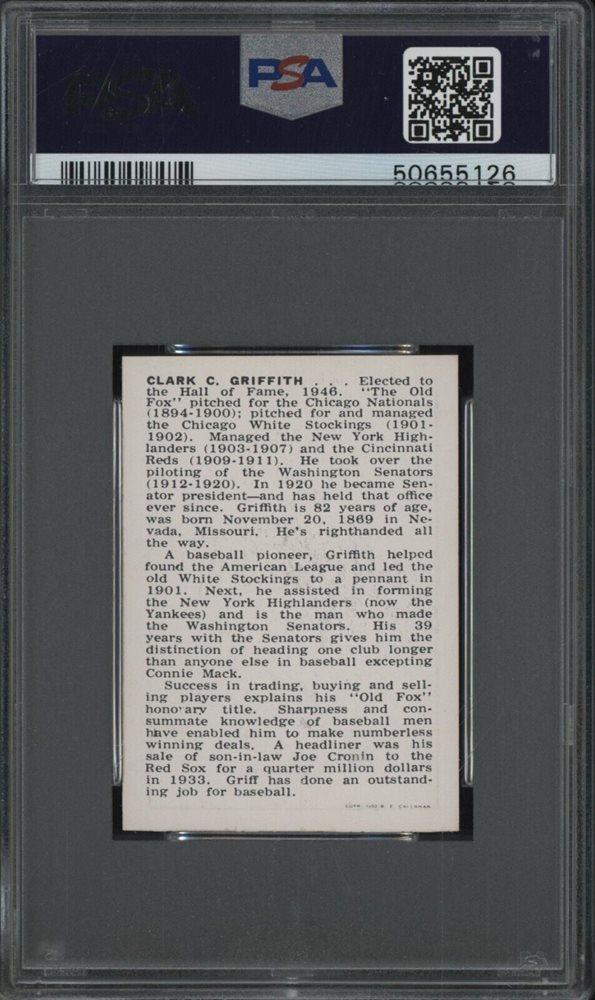 PSA
50655126
CLARK C. GRIFFITH . . . Elected to
the Hall of Fame, 1946. "The Old
Fox" pitched for the Chicago Nationals
(1894-1900); pitched for and managed
the Chicago White Stockings (1901-
1902). Managed the New York High-
landers (1903-1907) and the Cincinnati
Reds (1909-1911). He took over the
piloting of the Washington Senators
(1912-1920). In 1920 he became Sen-
ator president—and has held that office
ever since. Griffith is 82 years of age,
was born November 20, 1869 in Ne-
vada, Missouri. He's righthanded all
the way.
A baseball pioneer, Griffith helped
found the American League and led the
old White Stockings to a pennant in
1901. Next, he assisted in forming
the New York Highlanders (now the
Yankees) and is the man who made
the Washington Senators. His 39
years with the Senators gives him the
distinction of heading one club longer
than anyone else in baseball excepting
Connie Mack.
Success in trading, buying and sell-
ing players explains his "Old Fox"
hono'ary title. Sharpness and con-
summate knowledge of baseball men
have enabled him to make numberless
winning deals. A headliner was his
sale of son-in-law Joe Cronin to the
Red Sox for a quarter million dollars
in 1933. Griff has done an outstand-
ing job for baseball.
COPR. B. E. CALLAHAN
PSA